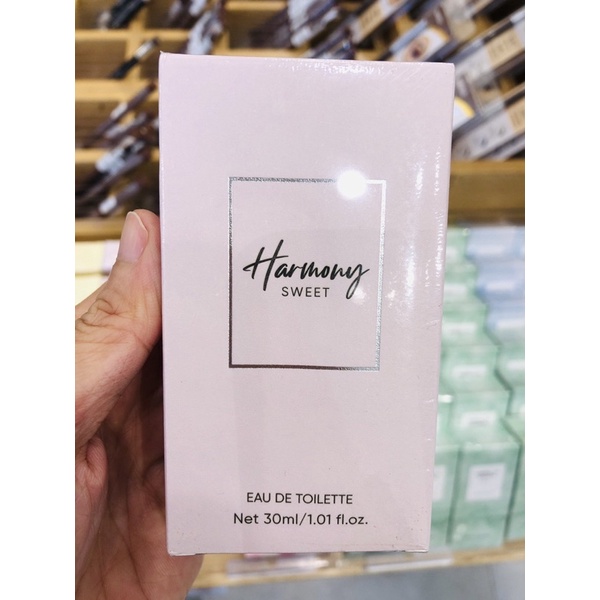 Harmony
SWEET
EAU DE TOILETTE
Net 30ml/1.01 fl.oz.